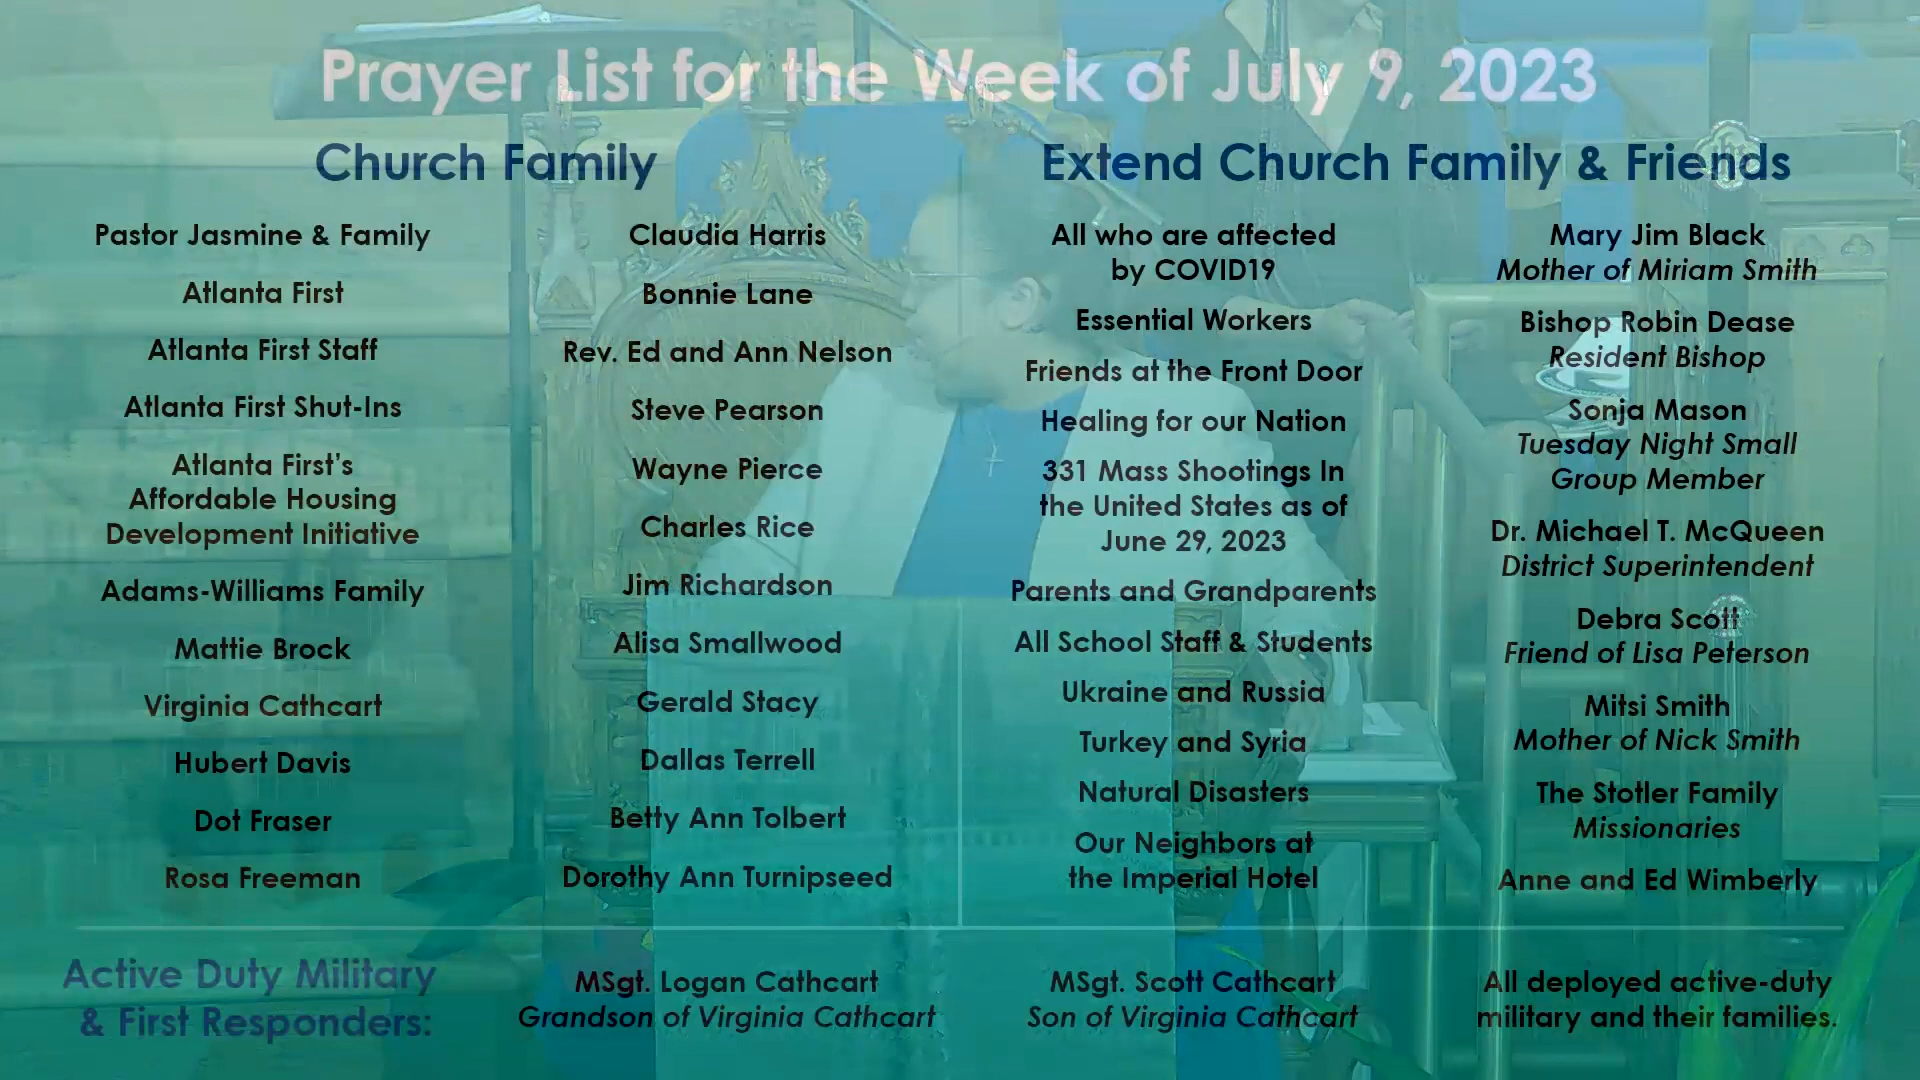 Prayer List for the Week of July 9, 2023
Church Family
Pastor Jasmine & Family
Atlanta First
Atlanta First Staff
Atlanta First Shut-Ins
Atlanta First's
Affordable Housing
Development Initiative
Adams-Williams Family
Mattie Brock
Virginia Cathcart
Hubert Davis
Dot Fraser
Rosa Freeman
Claudia Harris
Bonnie Lane
Rev. Ed and Ann Nelson
Steve Pearson
Wayne Pierce
Charles Rice
Jim Richardson
Alisa Smallwood
Gerald Stacy
Dallas Terrell
Betty Ann Tolbert
Dorothy Ann Turnipseed
Extend Church Family & Friends
All who are affected
by COVID19
Essential Workers
Friends at the Front Door
Healing for our Nation
331 Mass Shootings In
the United States as of
June 29, 2023
Parents and Grandparents
All School Staff & Students
Ukraine and Russia
Turkey and Syria
Natural Disasters
Our Neighbors at
the Imperial Hotel
Mary Jim Black
Mother of Miriam Smith
Bishop Robin Dease
Resident Bishop
Sonja Mason
Tuesday Night Small
Group Member
Dr. Michael T. McQueen
District Superintendent
Debra Scott
Friend of Lisa Peterson
Mitsi Smith
Mother of Nick Smith
The Stotler Family
Missionaries
Anne and Ed Wimberly
Active Duty Military
& First Responders:
MSgt. Logan Cathcart
Grandson of Virginia Cathcart
MSgt. Scott Cathcart
Son of Virginia Cathcart
All deployed active-duty
military and their families.